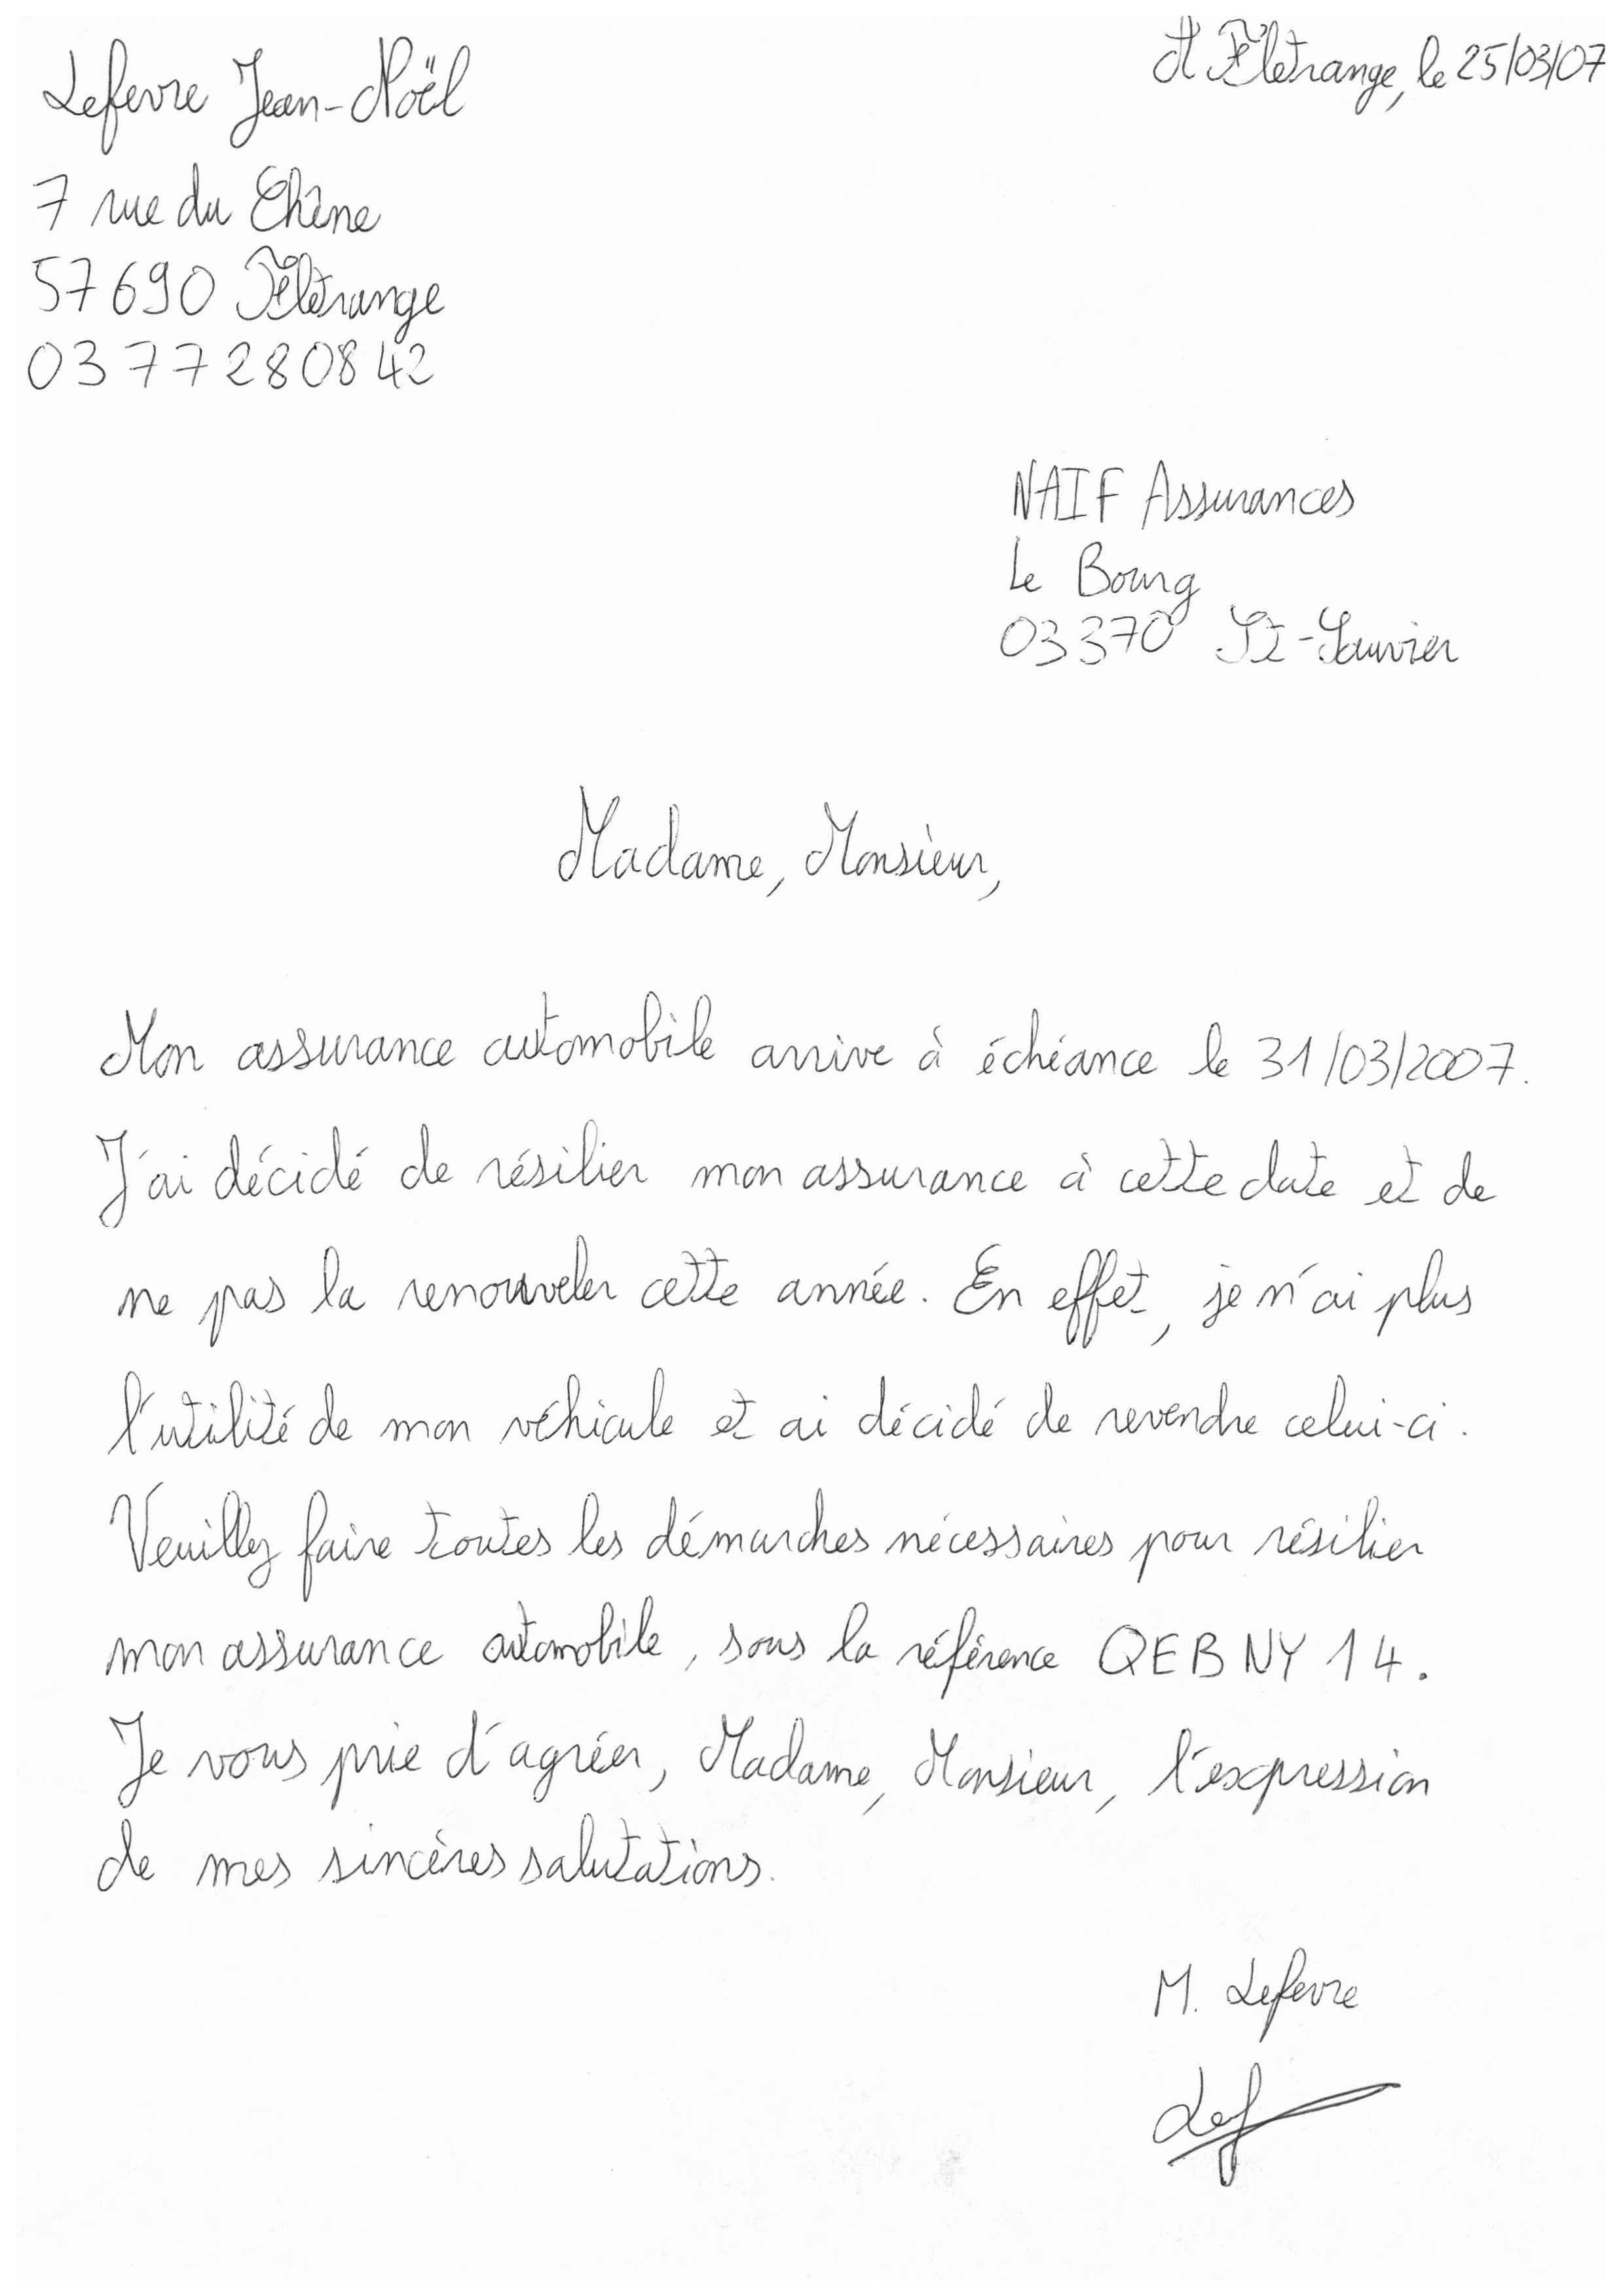 Lefevre Jean-Noël
A Flétrange, le 25/03/07
7 rue du Chêne
57690 Flétrange
0377280842
NAIF Assurances
Le Bourg
03370 St-Sauvier
Madame, Monsieur,
Mon assurance automobile arrive à échéance le 31/03/2007.
J'ai décidé de résilier mon assurance à cette date et de
ne pas la renouveler cette année. En effet, je n'ai plus
l'utilité de mon véhicule et ai décidé de revendre celui-ci.
Veuillez faire toutes les démarches nécessaires pour résilier
mon assurance automobile, sous la référence QEBNY14.
Je vous prie d'agréer, Madame, Monsieur, l'expression
de mes sincères salutations.
M. Lefevre
Lef